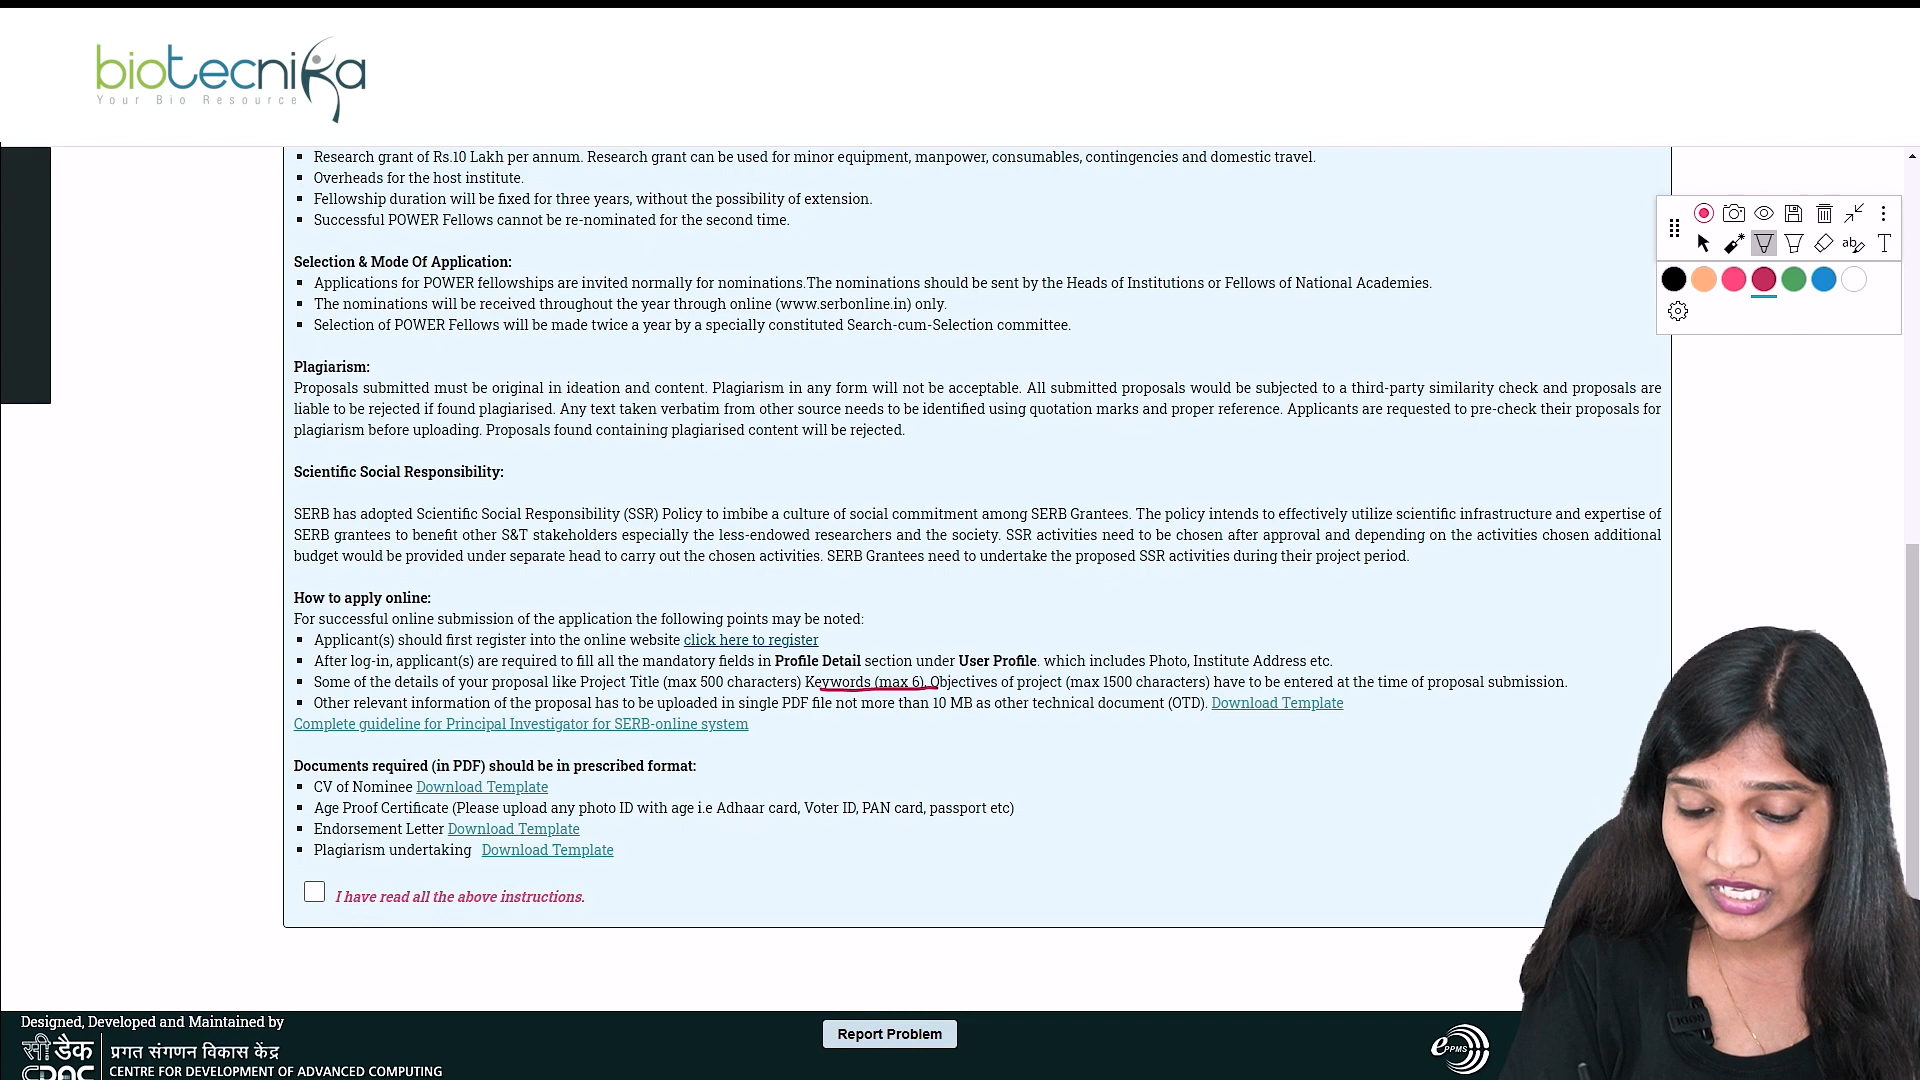 biotecnika
Your Bio Resource
Research grant of Rs.10 Lakh per annum. Research grant can be used for minor equipment, manpower, consumables, contingencies and domestic travel.
Overheads for the host institute.
Fellowship duration will be fixed for three years, without the possibility of extension.
Successful POWER Fellows cannot be re-nominated for the second time.
Selection & Mode Of Application:
Applications for POWER fellowships are invited normally for nominations.The nominations should be sent by the Heads of Institutions or Fellows of National Academies.
The nominations will be received throughout the year through online (www.serbonline.in) only.
Selection of POWER Fellows will be made twice a year by a specially constituted Search-cum-Selection committee.
Plagiarism:
Proposals submitted must be original in ideation and content. Plagiarism in any form will not be acceptable. All submitted proposals would be subjected to a third-party similarity check and proposals are
liable to be rejected if found plagiarised. Any text taken verbatim from other source needs to be identified using quotation marks and proper reference. Applicants are requested to pre-check their proposals for
plagiarism before uploading. Proposals found containing plagiarised content will be rejected.
Scientific Social Responsibility:
SERB has adopted Scientific Social Responsibility (SSR) Policy to imbibe a culture of social commitment among SERB Grantees. The policy intends to effectively utilize scientific infrastructure and expertise of
SERB grantees to benefit other S&T stakeholders especially the less-endowed researchers and the society. SSR activities need to be chosen after approval and depending on the activities chosen additional
budget would be provided under separate head to carry out the chosen activities. SERB Grantees need to undertake the proposed SSR activities during their project period.
How to apply online:
For successful online submission of the application the following points may be noted:
Applicant(s) should first register into the online website click here to register
After log-in, applicant(s) are required to fill all the mandatory fields in Profile Detail section under User Profile. which includes Photo, Institute Address etc.
Some of the details of your proposal like Project Title (max 500 characters) Keywords (max 6), Objectives of project (max 1500 characters) have to be entered at the time of proposal submission.
Other relevant information of the proposal has to be uploaded in single PDF file not more than 10 MB as other technical document (OTD). Download Template
Complete guideline for Principal Investigator for SERB-online system
Documents required (in PDF) should be in prescribed format:
CV of Nominee Download Template
Age Proof Certificate (Please upload any photo ID with age i.e Adhaar card, Voter ID, PAN card, passport etc)
Endorsement Letter Download Template
Plagiarism undertaking Download Template
I have read all the above instructions.
Designed, Developed and Maintained by
सी डैक
प्रगत संगणन विकास केंद्र
CDAC
CENTRE FOR DEVELOPMENT OF ADVANCED COMPUTING
Report Problem
ePPMS
ab
T